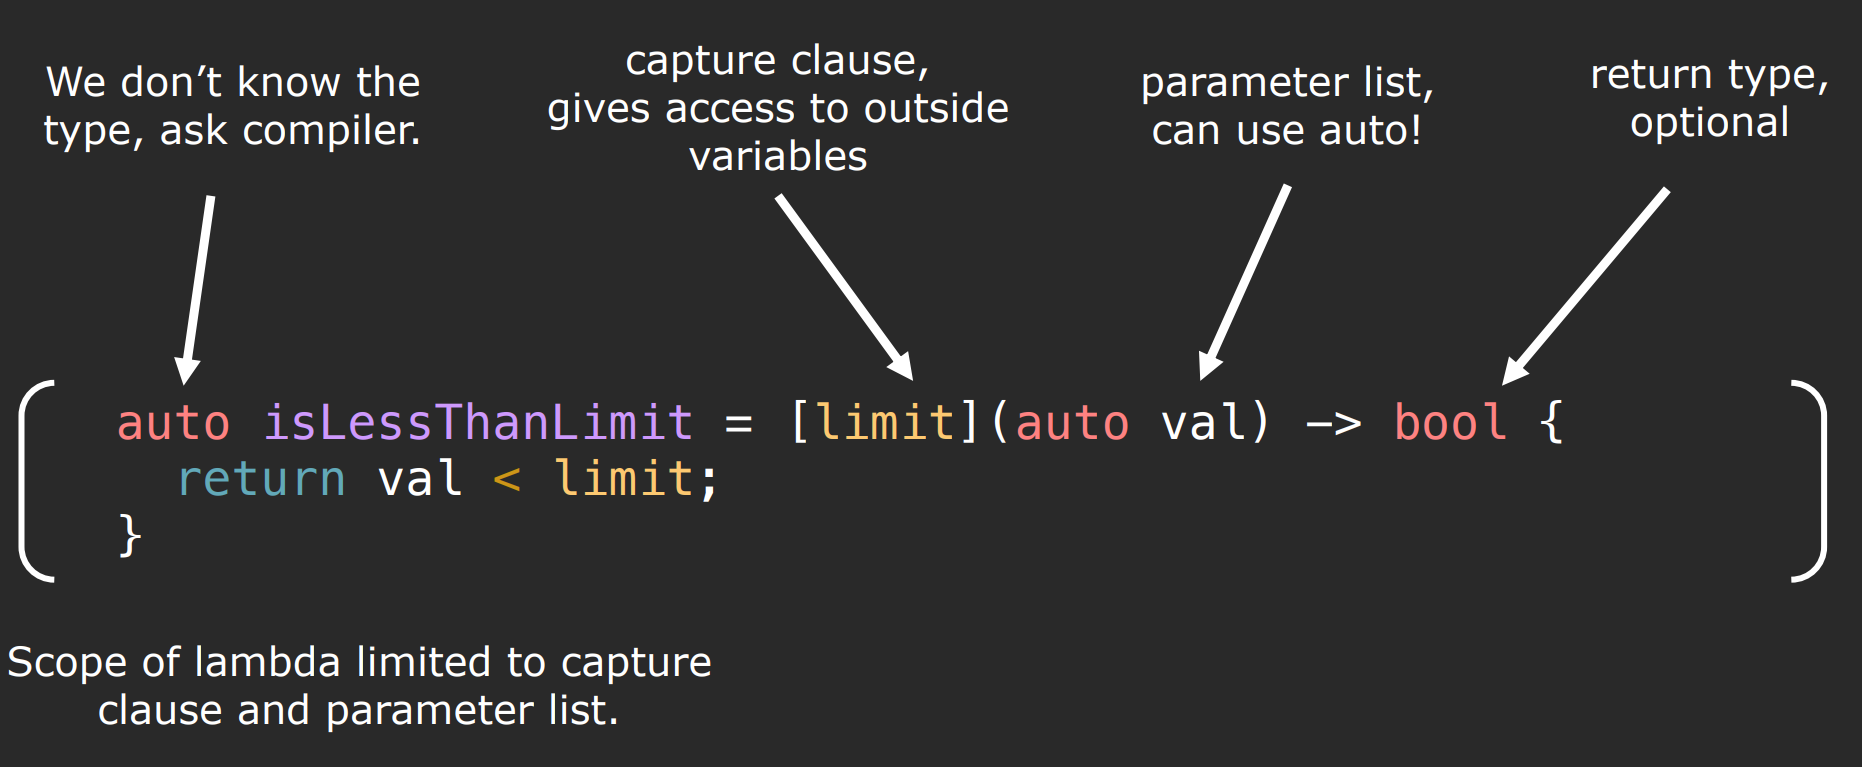 We don’t know the
type, ask compiler.
capture clause,
gives access to outside
variables
parameter list,
can use auto!
return type,
optional
auto isLessThanLimit = [limit](auto val) -> bool {
return val < limit;
}
Scope of lambda limited to capture
clause and parameter list.